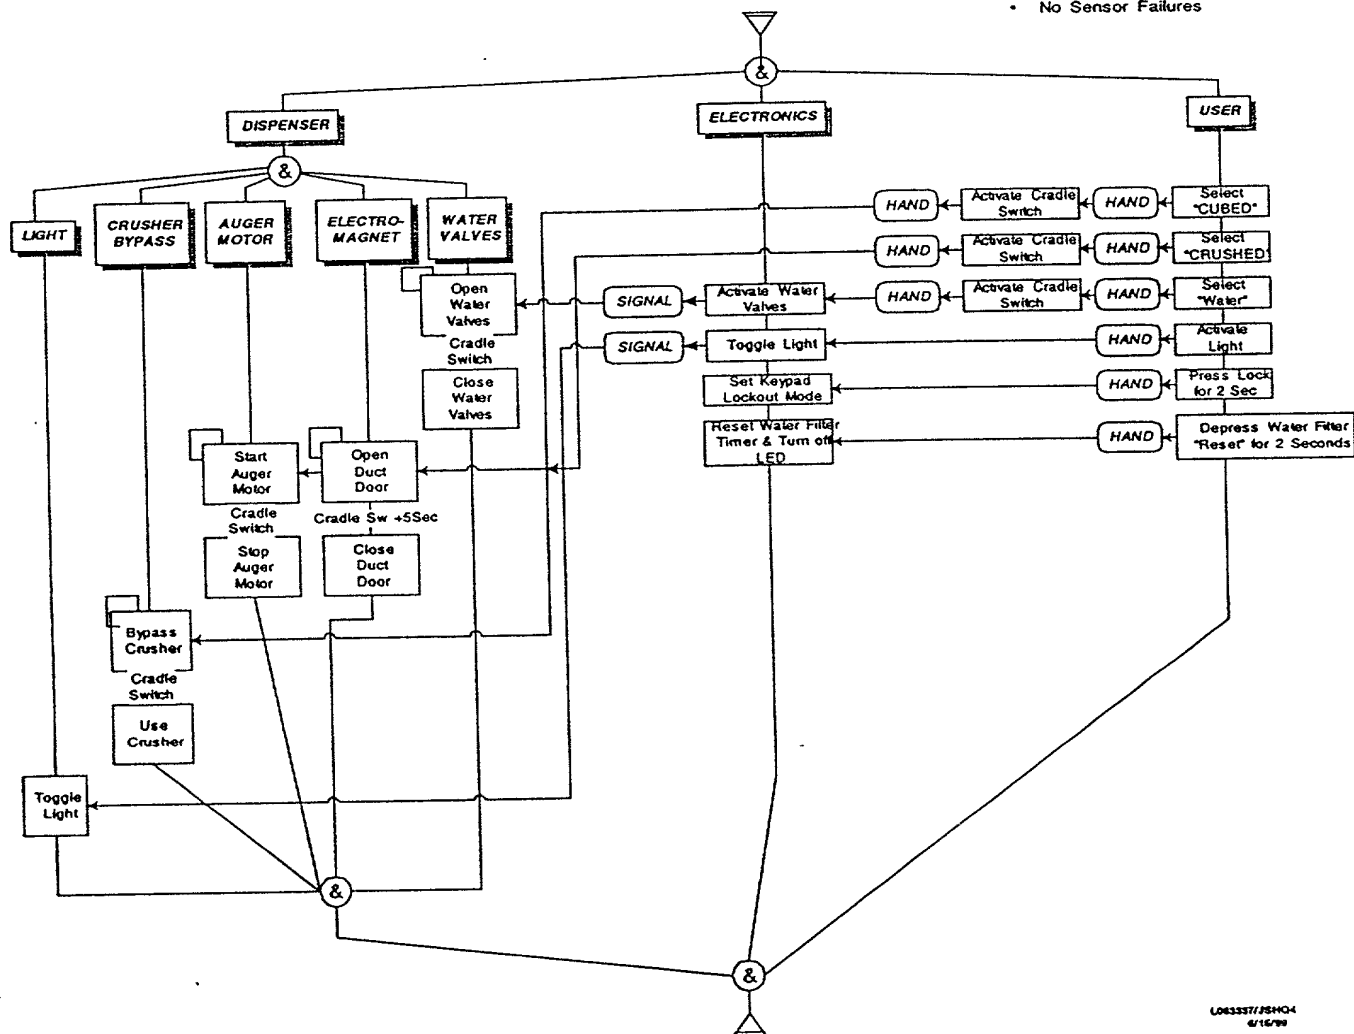 • No Sensor Failures
&
DISPENSER
ELECTRONICS
USER
&
LIGHT
CRUSHER
BYPASS
AUGER
MOTOR
ELECTRO-
MAGNET
WATER
VALVES
HAND
Activate Cradle
Switch
HAND
Select
"CUBED"
HAND
Activate Cradle
Switch
HAND
Select
"CRUSHED"
Open
Water
Valves
SIGNAL
Activate Water
Valves
HAND
Activate Cradle
Switch
HAND
Select
"Water"
Cradle
Switch
SIGNAL
Toggle Light
HAND
Activate
Light
Close
Water
Valves
Set Keypad
Lockout Mode
HAND
Press Lock
for 2 Sec
Reset Water Filter
Timer & Turn off
LED
HAND
Depress Water Filter
"Reset" for 2 Seconds
Start
Auger
Motor
Open
Duct
Door
Cradle
Switch
Cradle Sw +5Sec
Stop
Auger
Motor
Close
Duct
Door
Bypass
Crusher
Cradle
Switch
Use
Crusher
Toggle
Light
&
&
6/16/99